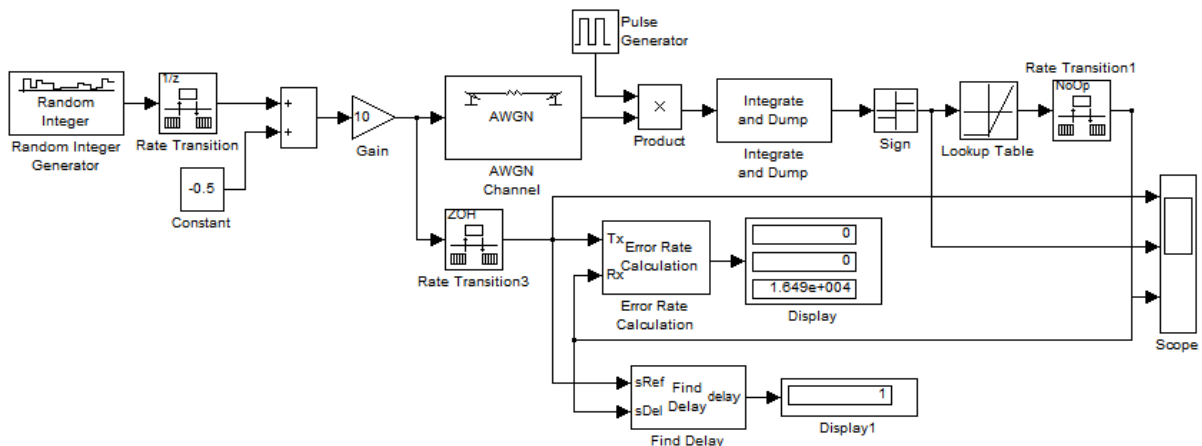 Pulse
Generator
Rate Transition1
1/z
NoOp
Random
Integer
Random Integer
Generator
Rate Transition
+
+
-0.5
Constant
10
Gain
AWGN
AWGN
Channel
×
Product
Integrate
and Dump
Integrate
and Dump
Sign
Lookup Table
ZOH
Rate Transition3
Tx
Rx
Error Rate
Calculation
Error Rate
Calculation
0
0
1.649e+004
Display
Scope
sRef
sDel
Find
Delay
delay
Find Delay
1
Display1